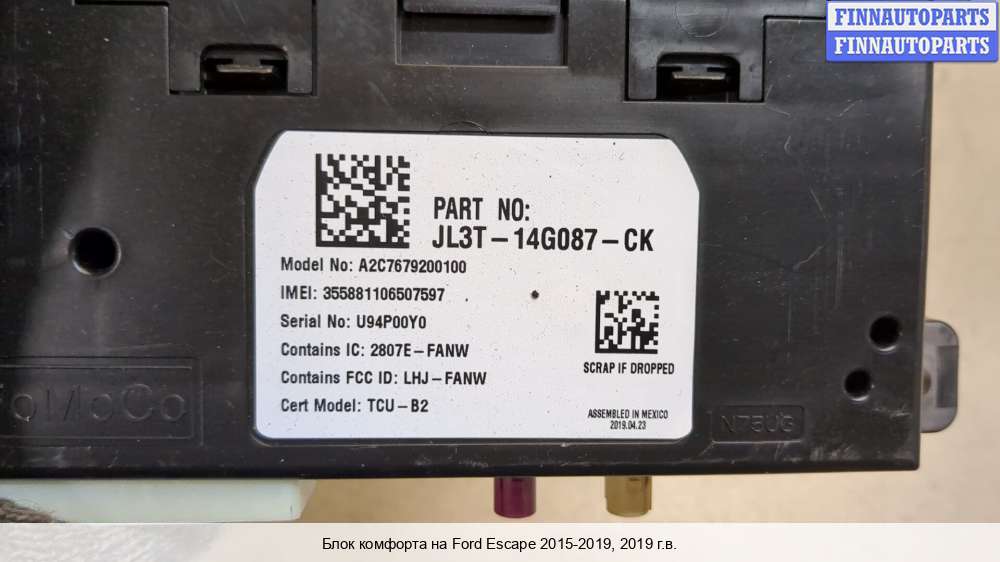 FINNAUTOPARTS
FINNAUTOPARTS
PART NO:
JL3T-14G087-CK
Model No: A2C7679200100
IMEI: 355881106507597
Serial No: U94P00Y0
Contains IC: 2807E-FANW
SCRAP IF DROPPED
Contains FCC ID: LHJ-FANW
Cert Model: TCU-B2
ASSEMBLED IN MEXICO
2019.04.23
FoMoCo
N75UG
Блок комфорта на Ford Escape 2015-2019, 2019 г.в.